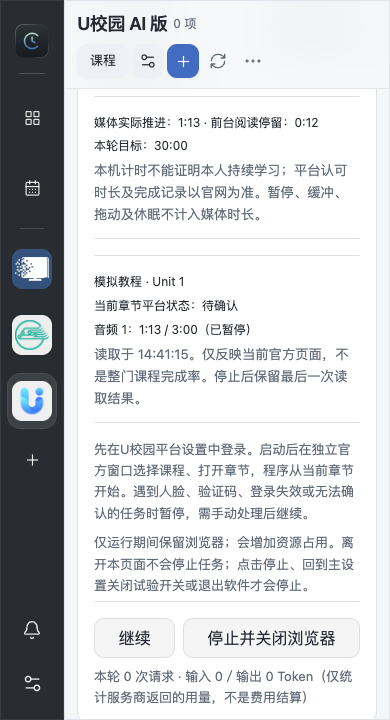 U校园 AI 版 0 项
课程
媒体实际推进：1:13 · 前台阅读停留：0:12
本轮目标：30:00
本机计时不能证明本人持续学习；平台认可
时长及完成记录以官网为准。暂停、缓冲、
拖动及休眠不计入媒体时长。
模拟教程 · Unit 1
当前章节平台状态：待确认
音频 1：1:13 / 3:00（已暂停）
读取于 14:41:15。仅反映当前官方页面，不
是整门课程完成率。停止后保留最后一次读
取结果。
先在U校园平台设置中登录。启动后在独立官
方窗口选择课程、打开章节，程序从当前章节
开始。遇到人脸、验证码、登录失效或无法确
认的任务时暂停，需手动处理后继续。
仅运行期间保留浏览器；会增加资源占用。离
开本页面不会停止任务；点击停止、回到主设
置关闭试验开关或退出软件才会停止。
继续
停止并关闭浏览器
本轮 0 次请求 · 输入 0 / 输出 0 Token（仅统
计服务商返回的用量，不是费用结算）